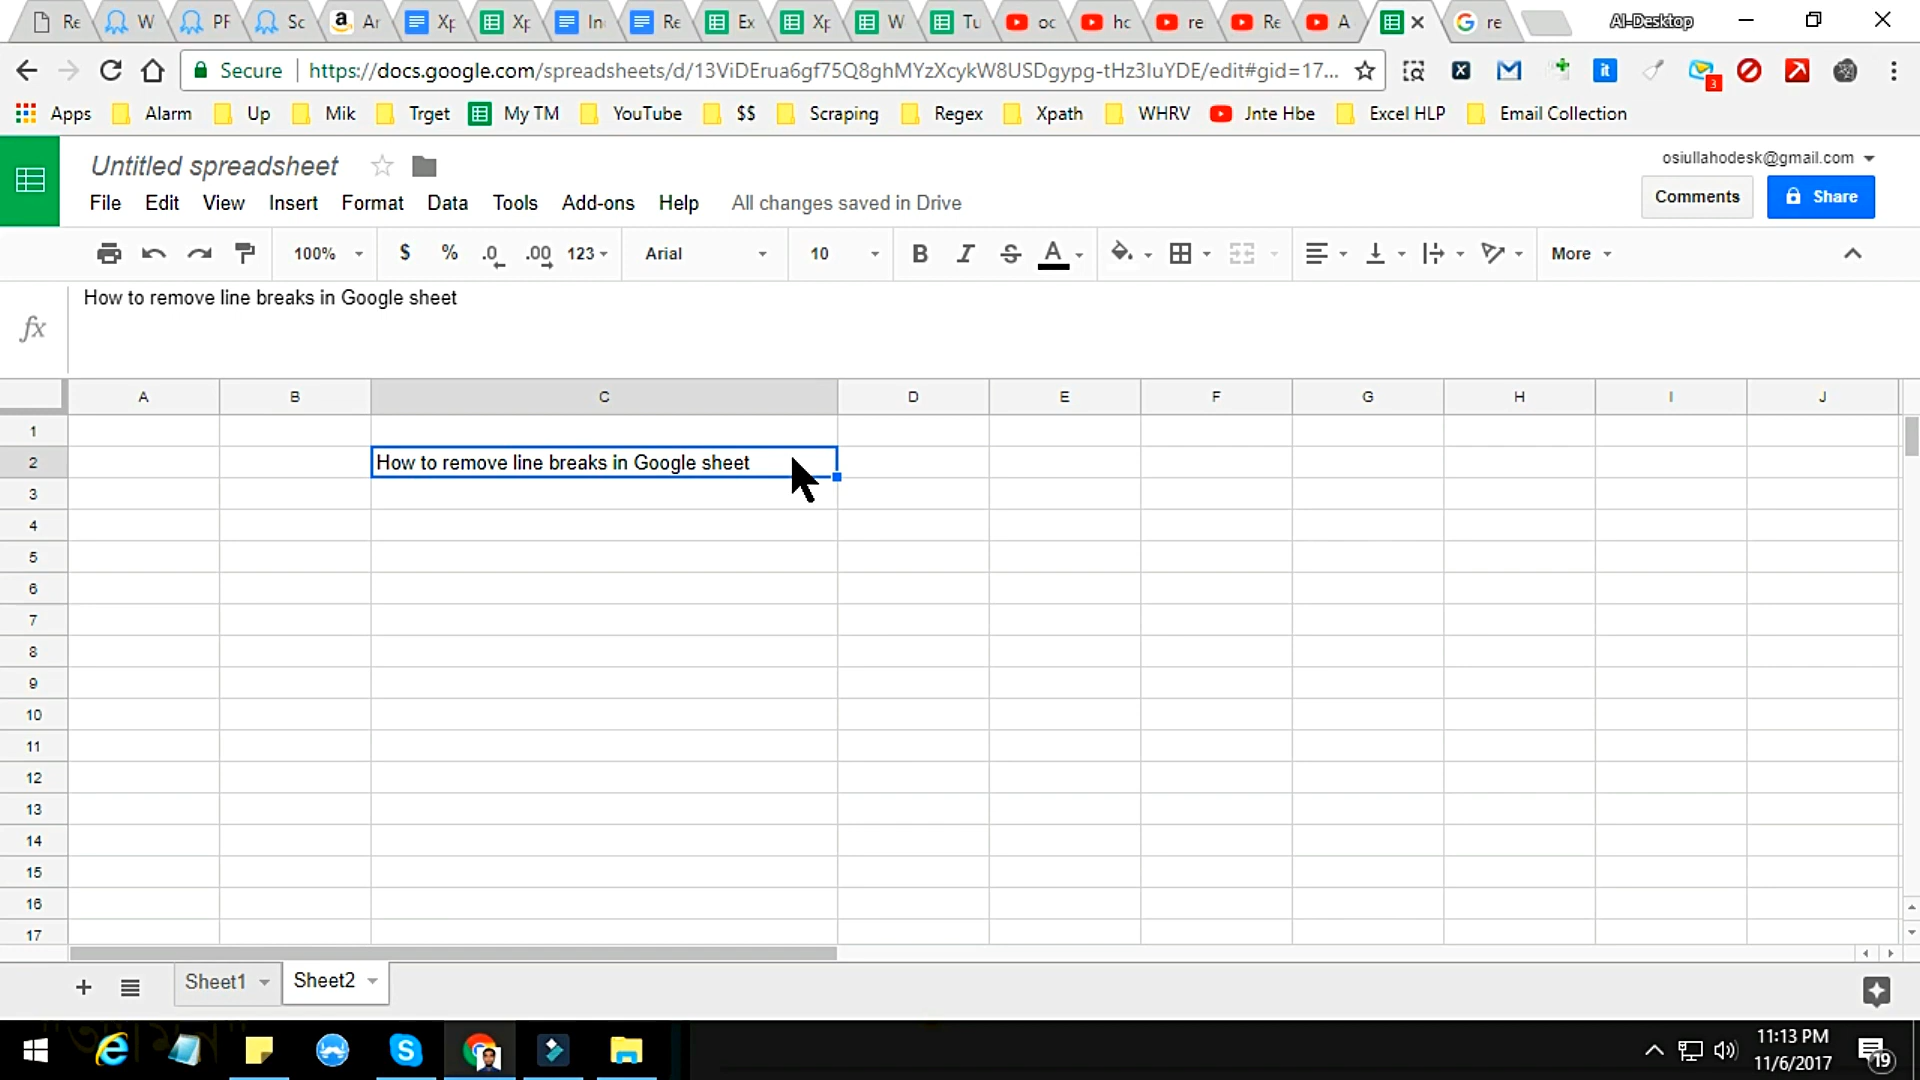 Re W PF Sc Ar Xp Xp In Re Ex Xp W Tu oc hc re Re A re AI-Desktop
Secure https://docs.google.com/spreadsheets/d/13ViDErua6gf75Q8ghMYzXcykW8USDgypg-tHz3IuYDE/edit#gid=17... 3
Apps Alarm Up Mik Trget My TM YouTube $$ Scraping Regex Xpath WHRV Jnte Hbe Excel HLP Email Collection
Untitled spreadsheet osiullahodesk@gmail.com
File Edit View Insert Format Data Tools Add-ons Help All changes saved in Drive Comments Share
100% $ % .0 .00 123 Arial 10 B I S A More
fx How to remove line breaks in Google sheet
A B C D E F G H I J
1
2 How to remove line breaks in Google sheet
3
4
5
6
7
8
9
10
11
12
13
14
15
16
17
Sheet1 Sheet2
11:13 PM
11/6/2017 19